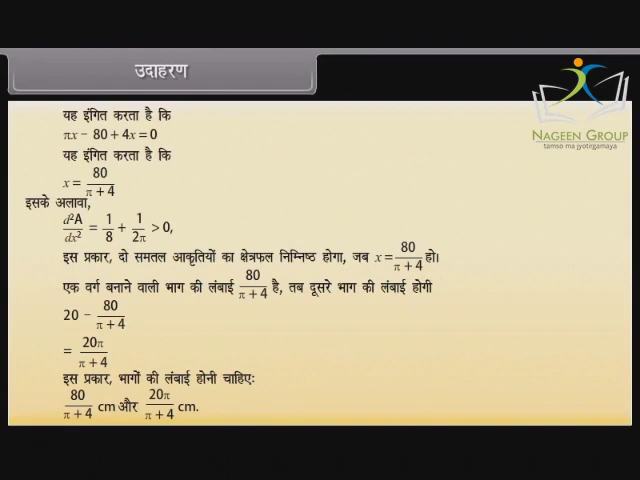 उदाहरण
NAGEEN GROUP
tamso ma jyotirgamaya
यह इंगित करता है कि
πx − 80 + 4x = 0
यह इंगित करता है कि
x = 80/(π + 4)
इसके अलावा,
d²A/dx² = 1/8 + 1/2π > 0,
इस प्रकार, दो समतल आकृतियों का क्षेत्रफल निम्निष्ठ होगा, जब x = 80/(π + 4) हो।
एक वर्ग बनाने वाली भाग की लंबाई 80/(π + 4) है, तब दूसरे भाग की लंबाई होगी
20 − 80/(π + 4)
= 20π/(π + 4)
इस प्रकार, भागों की लंबाई होनी चाहिए:
80/(π + 4) cm और 20π/(π + 4) cm.